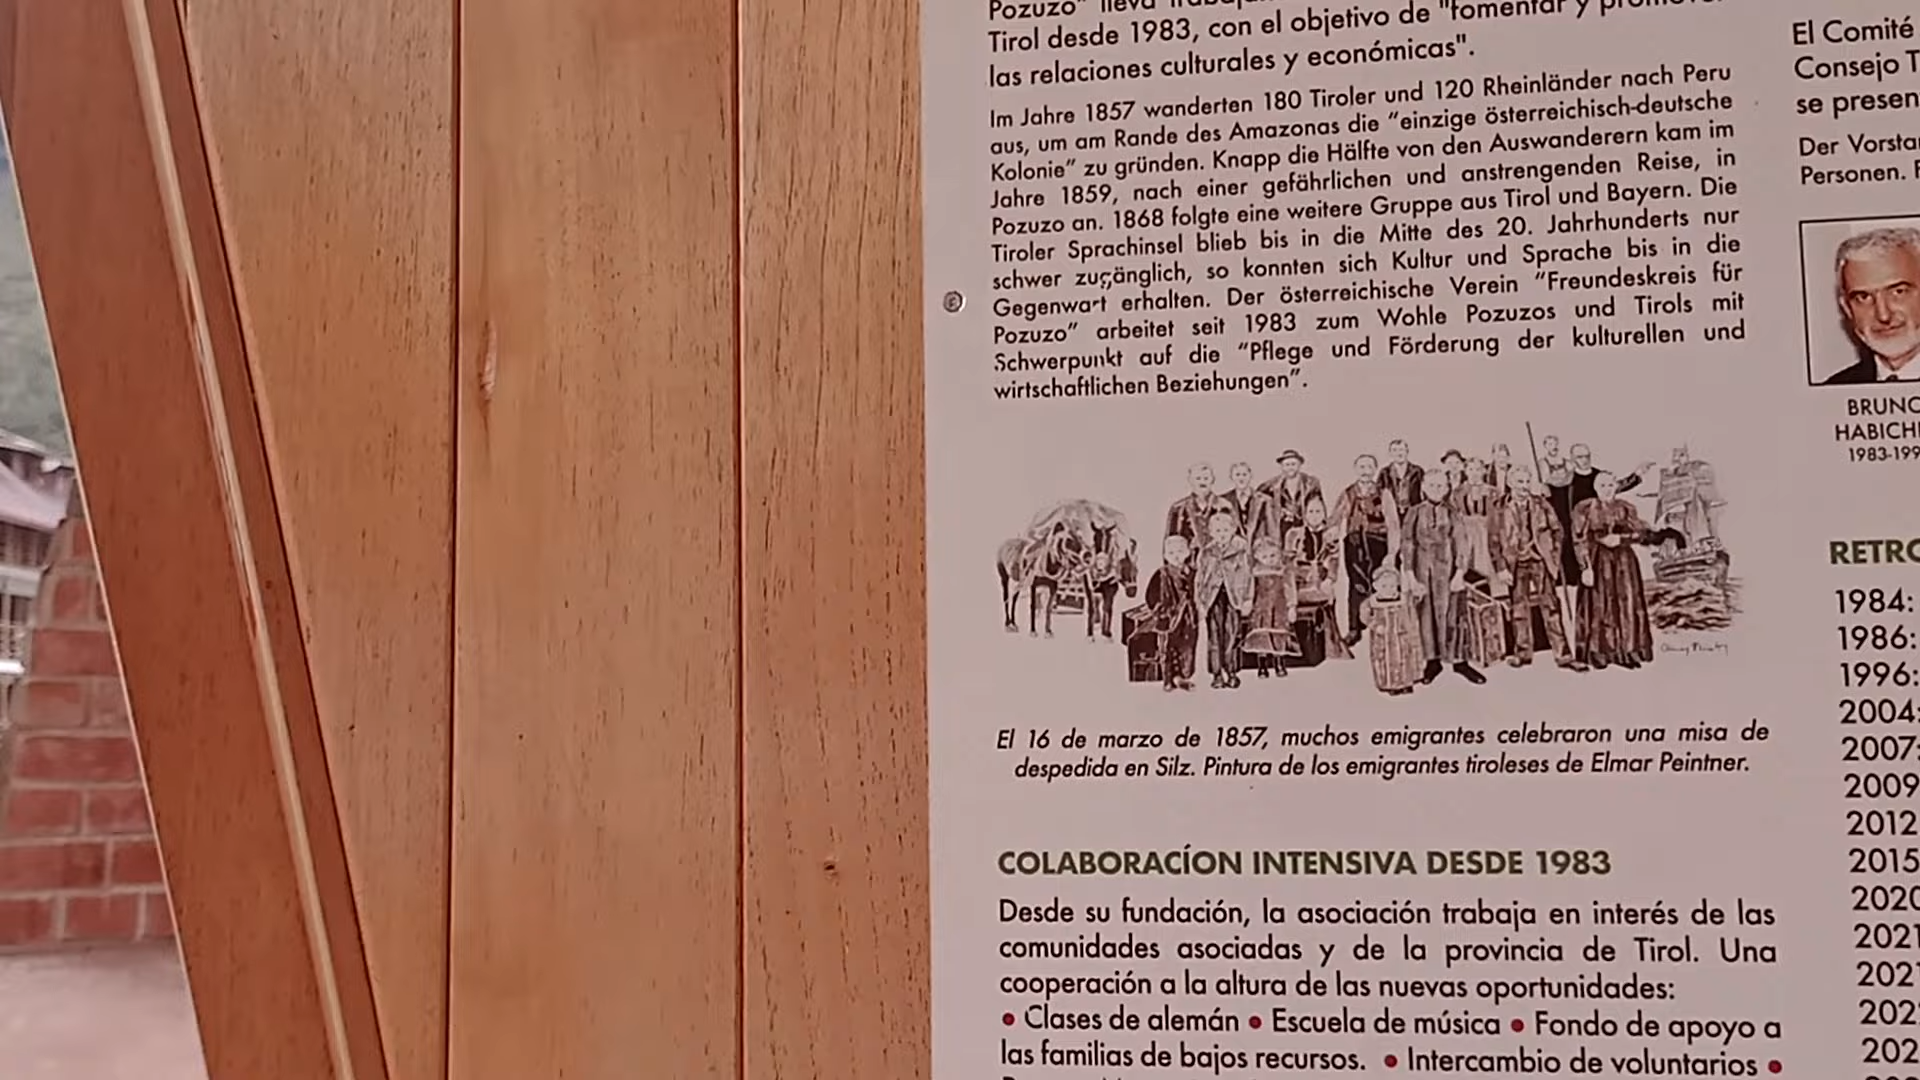 Pozuzo" lleva
Tirol desde 1983, con el objetivo de "fomentar y
las relaciones culturales y económicas".
Im Jahre 1857 wanderten 180 Tiroler und 120 Rheinländer nach Peru
aus, um am Rande des Amazonas die "einzige österreichisch-deutsche
Kolonie" zu gründen. Knapp die Hälfte von den Auswanderern kam im
Jahre 1859, nach einer gefährlichen und anstrengenden Reise, in
Pozuzo an. 1868 folgte eine weitere Gruppe aus Tirol und Bayern. Die
Tiroler Sprachinsel blieb bis in die Mitte des 20. Jahrhunderts nur
schwer zugänglich, so konnten sich Kultur und Sprache bis in die
Gegenwart erhalten. Der österreichische Verein "Freundeskreis für
Pozuzo" arbeitet seit 1983 zum Wohle Pozuzos und Tirols mit
Schwerpunkt auf die "Pflege und Förderung der kulturellen und
wirtschaftlichen Beziehungen".
El 16 de marzo de 1857, muchos emigrantes celebraron una misa de
despedida en Silz. Pintura de los emigrantes tiroleses de Elmar Peintner.
COLABORACÍON INTENSIVA DESDE 1983
Desde su fundación, la asociación trabaja en interés de las
comunidades asociadas y de la provincia de Tirol. Una
cooperación a la altura de las nuevas oportunidades:
• Clases de alemán • Escuela de música • Fondo de apoyo a
las familias de bajos recursos. • Intercambio de voluntarios •
El Comité
Consejo T
se presen
Der Vorsta
Personen. F
BRUNO
HABICH
1983-199
RETRO
1984:
1986:
1996:
2004:
2007:
2009
2012
2015
2020
2021
202
202
202